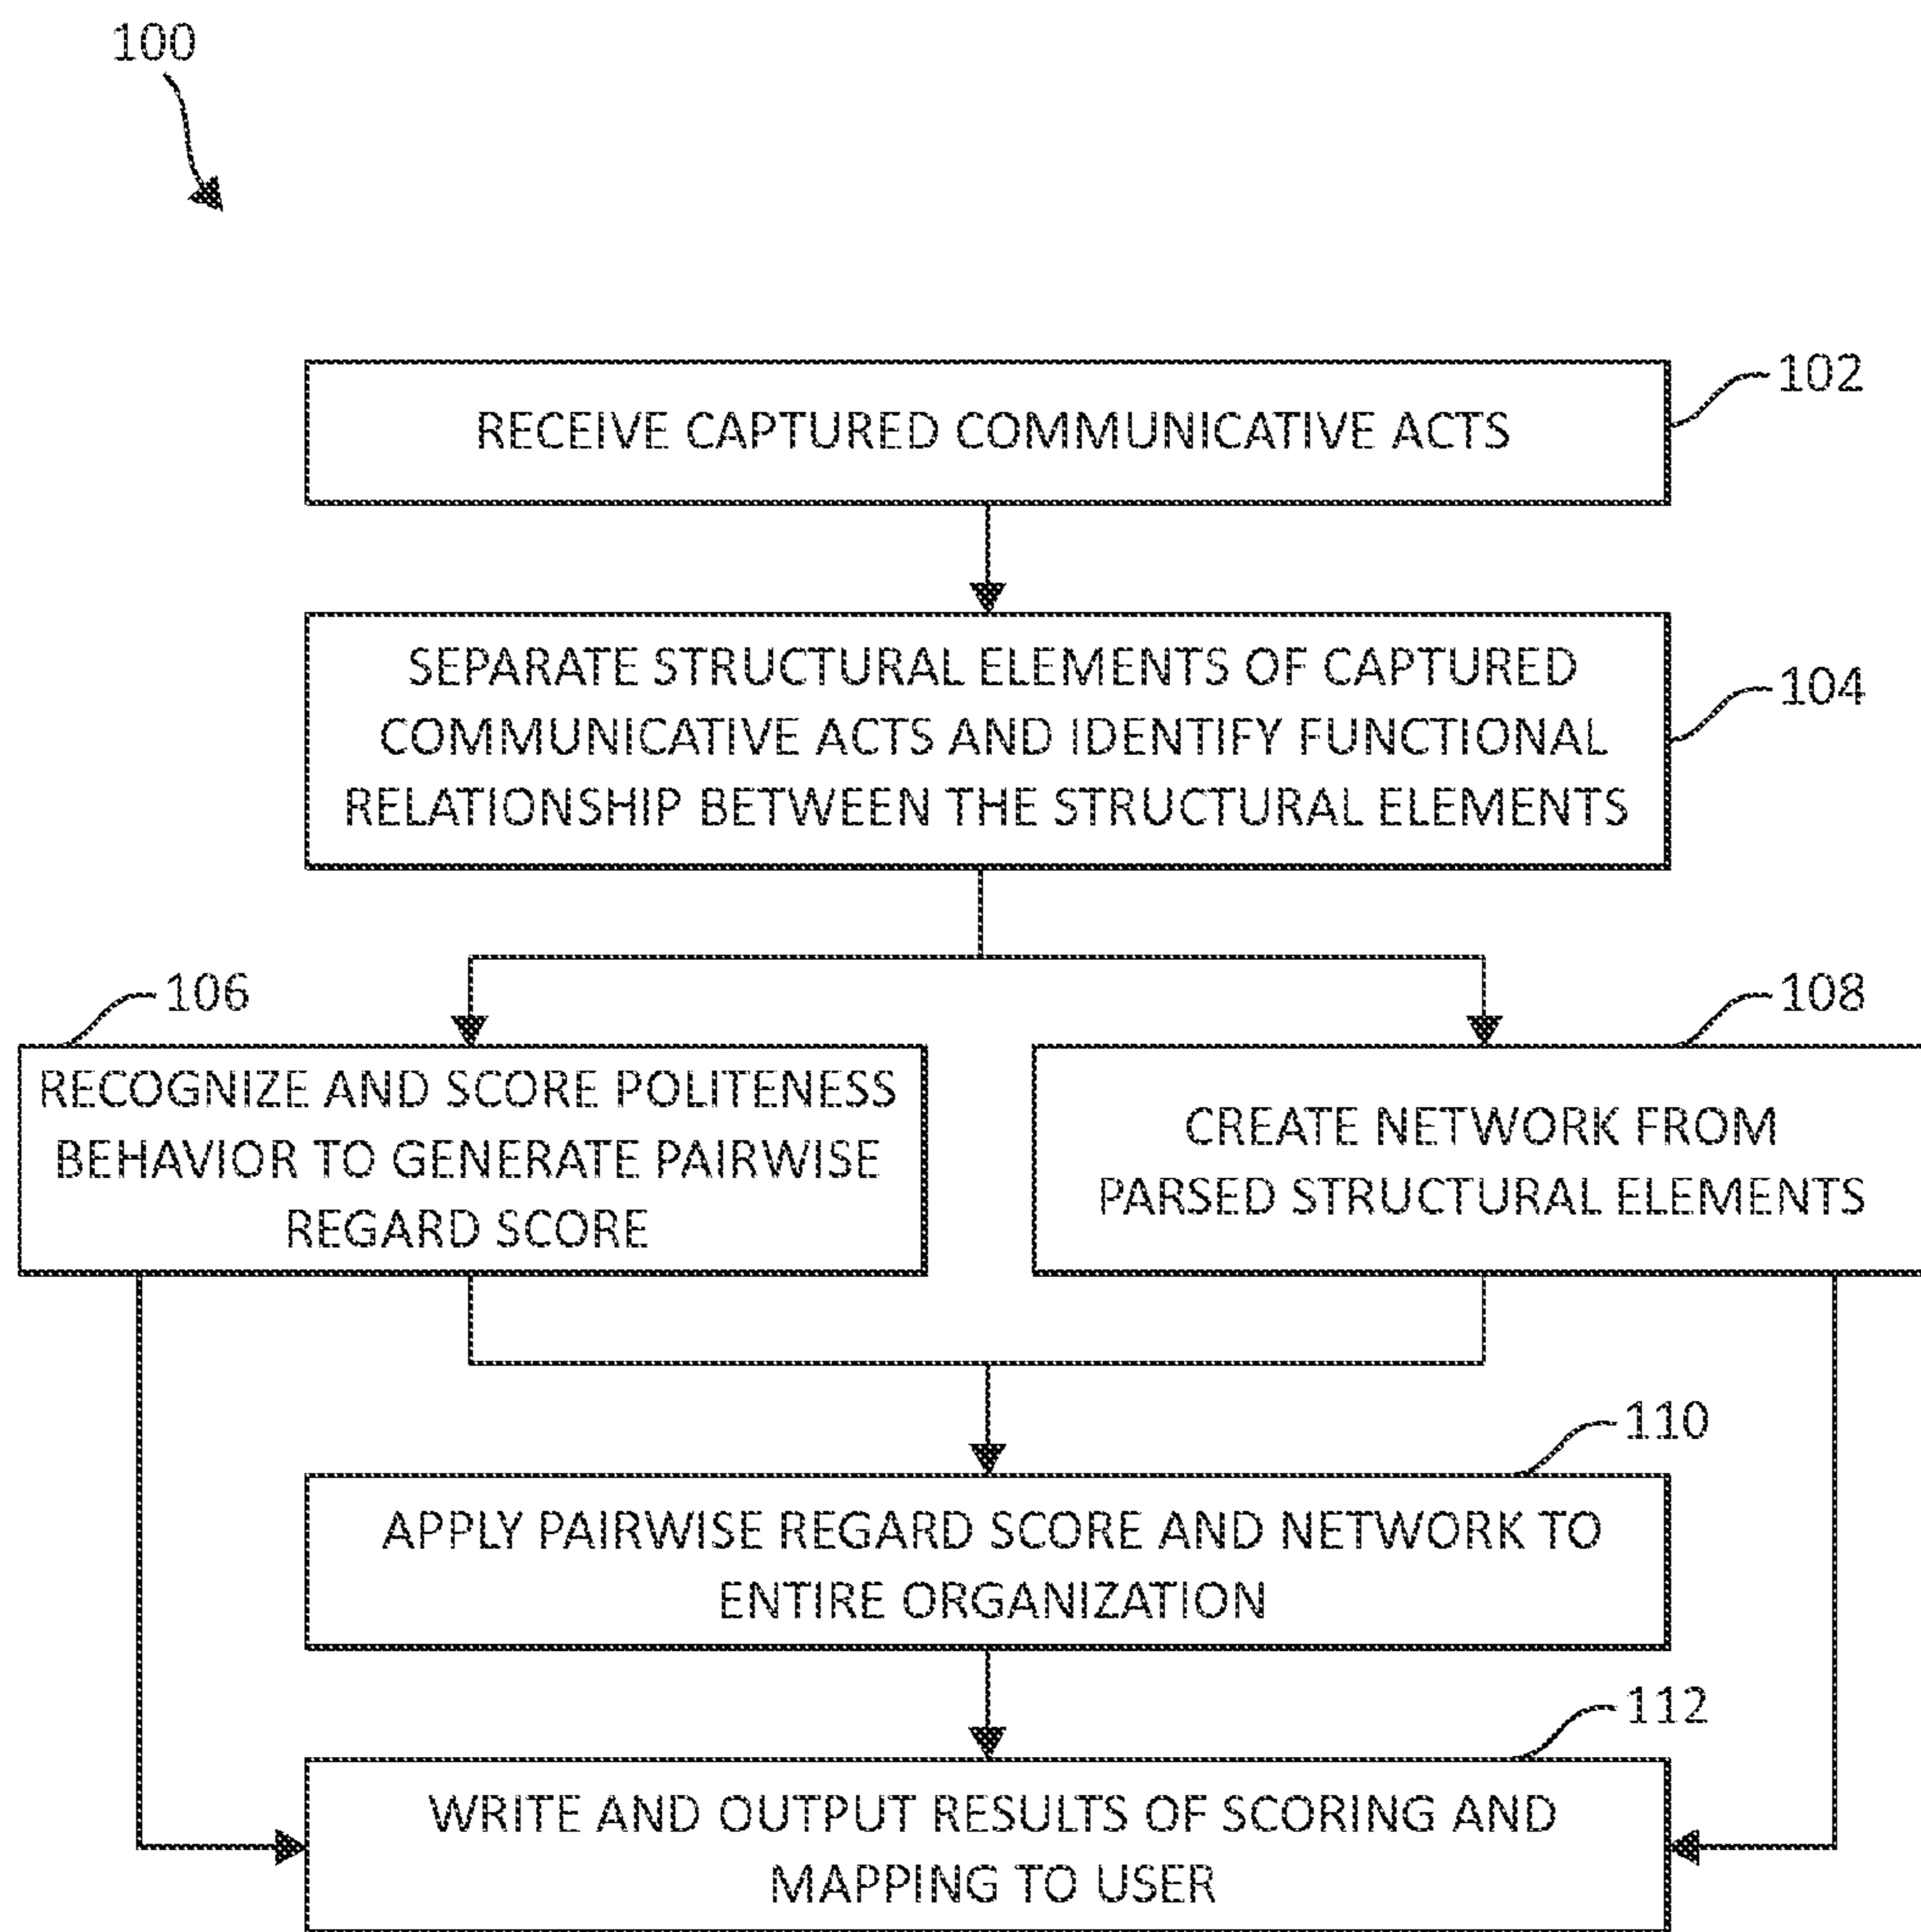 100
RECEIVE CAPTURED COMMUNICATIVE ACTS
102
SEPARATE STRUCTURAL ELEMENTS OF CAPTURED
COMMUNICATIVE ACTS AND IDENTIFY FUNCTIONAL
RELATIONSHIP BETWEEN THE STRUCTURAL ELEMENTS
104
106
RECOGNIZE AND SCORE POLITENESS
BEHAVIOR TO GENERATE PAIRWISE
REGARD SCORE
108
CREATE NETWORK FROM
PARSED STRUCTURAL ELEMENTS
110
APPLY PAIRWISE REGARD SCORE AND NETWORK TO
ENTIRE ORGANIZATION
112
WRITE AND OUTPUT RESULTS OF SCORING AND
MAPPING TO USER